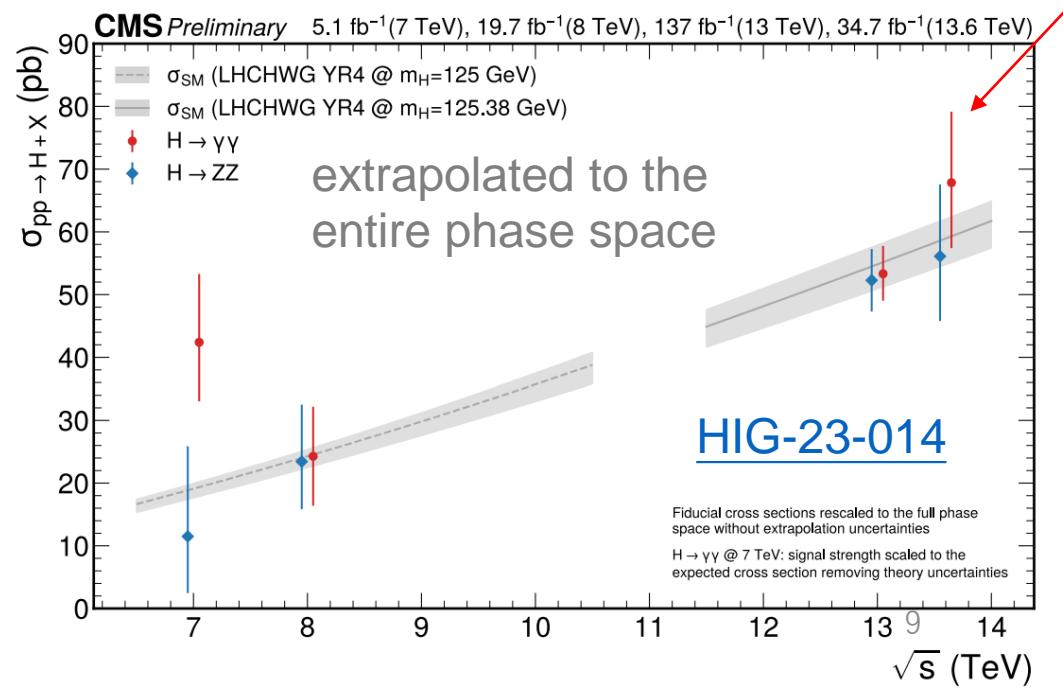 CMS Preliminary 5.1 fb⁻¹(7 TeV), 19.7 fb⁻¹(8 TeV), 137 fb⁻¹(13 TeV), 34.7 fb⁻¹(13.6 TeV)
σpp → H + X (pb)
90
80
70
60
50
40
30
20
10
0
σSM (LHCHWG YR4 @ mH=125 GeV)
σSM (LHCHWG YR4 @ mH=125.38 GeV)
H → γγ
H → ZZ
extrapolated to the
entire phase space
HIG-23-014
Fiducial cross sections rescaled to the full phase
space without extrapolation uncertainties
H → γγ @ 7 TeV: signal strength scaled to the
expected cross section removing theory uncertainties
7 8 9 10 11 12 13 9 14
√s (TeV)